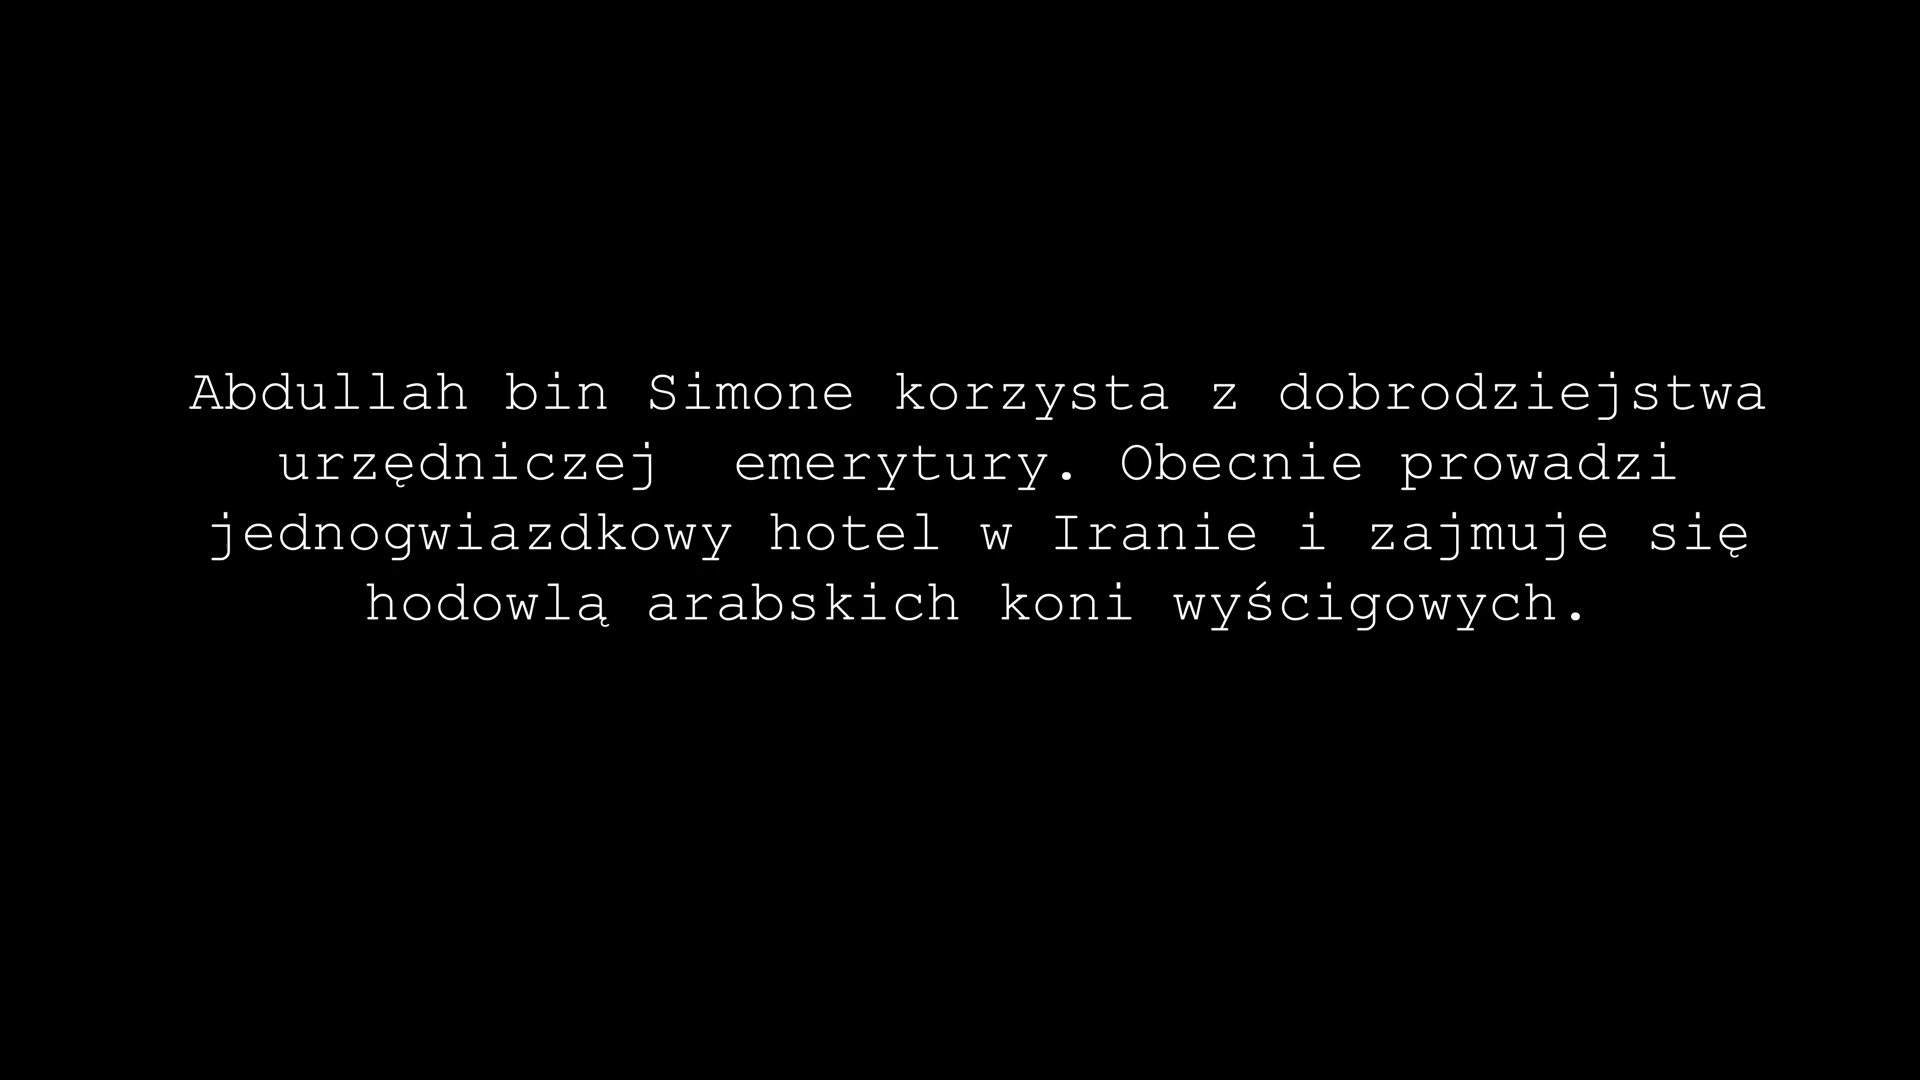 Abdullah bin Simone korzysta z dobrodziejstwa
urzędniczej  emerytury. Obecnie prowadzi
jednogwiazdkowy hotel w Iranie i zajmuje się
hodowlą arabskich koni wyścigowych.